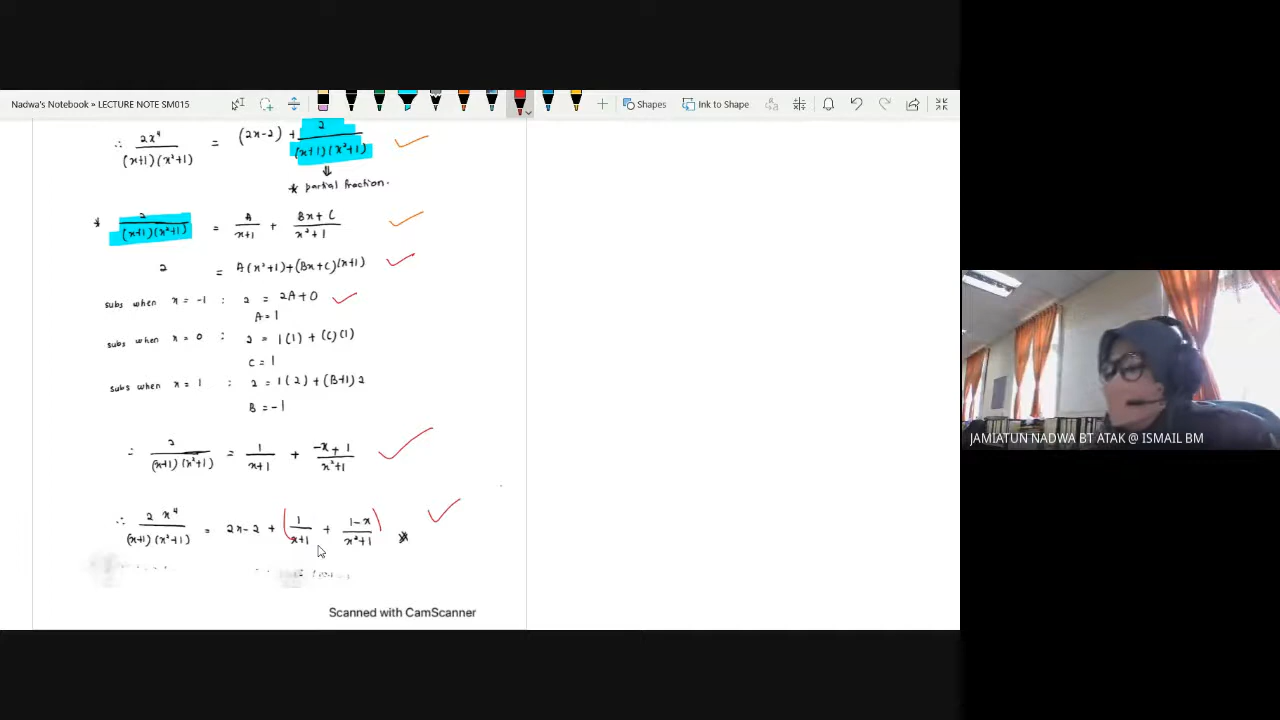 Nadwa's Notebook » LECTURE NOTE SM015
Shapes
Ink to Shape
∴ 2x⁴/(x+1)(x²+1) = (2x-2) + 2/(x+1)(x²+1)
⇓
* partial fraction.
* 2/(x+1)(x²+1) = A/x+1 + Bx+C/x²+1
2 = A(x²+1)+(Bx+C)(x+1)
subs when x = -1 : 2 = 2A+0
A=1
subs when x = 0 : 2 = 1(1) + (C)(1)
C = 1
subs when x = 1 : 2 = 1(2)+(B+1)2
B = -1
= 2/(x+1)(x²+1) = 1/x+1 + -x+1/x²+1
∴ 2x⁴/(x+1)(x²+1) = 2x-2 + (1/x+1 + 1-x/x²+1) *
Scanned with CamScanner
JAMIATUN NADWA BT ATAK @ ISMAIL BM